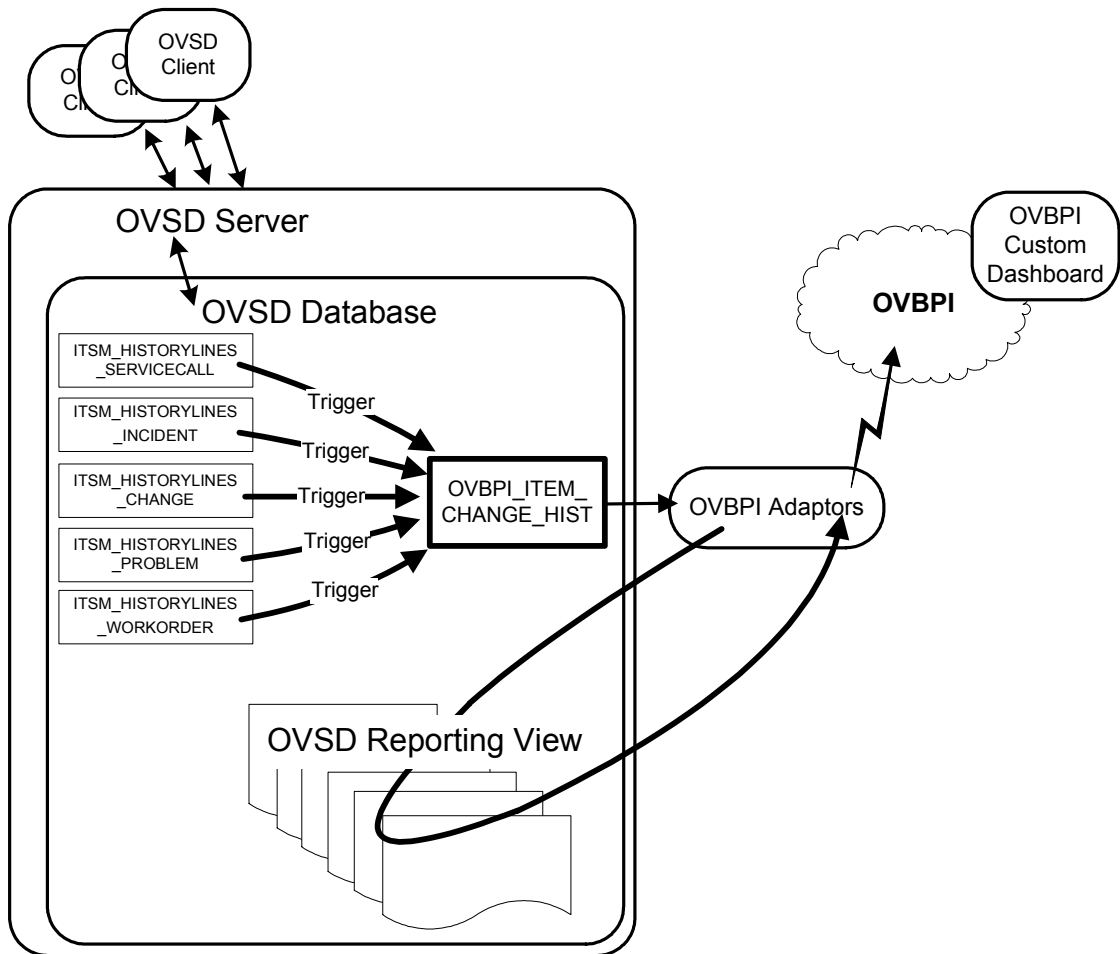 OVSD
Client
OVSD Server
OVSD Database
ITSM_HISTORYLINES
_SERVICECALL
ITSM_HISTORYLINES
_INCIDENT
ITSM_HISTORYLINES
_CHANGE
ITSM_HISTORYLINES
_PROBLEM
ITSM_HISTORYLINES
_WORKORDER
Trigger
Trigger
Trigger
Trigger
Trigger
OVBPI_ITEM_
CHANGE_HIST
OVBPI Adaptors
OVBPI
OVBPI
Custom
Dashboard
OVSD Reporting View